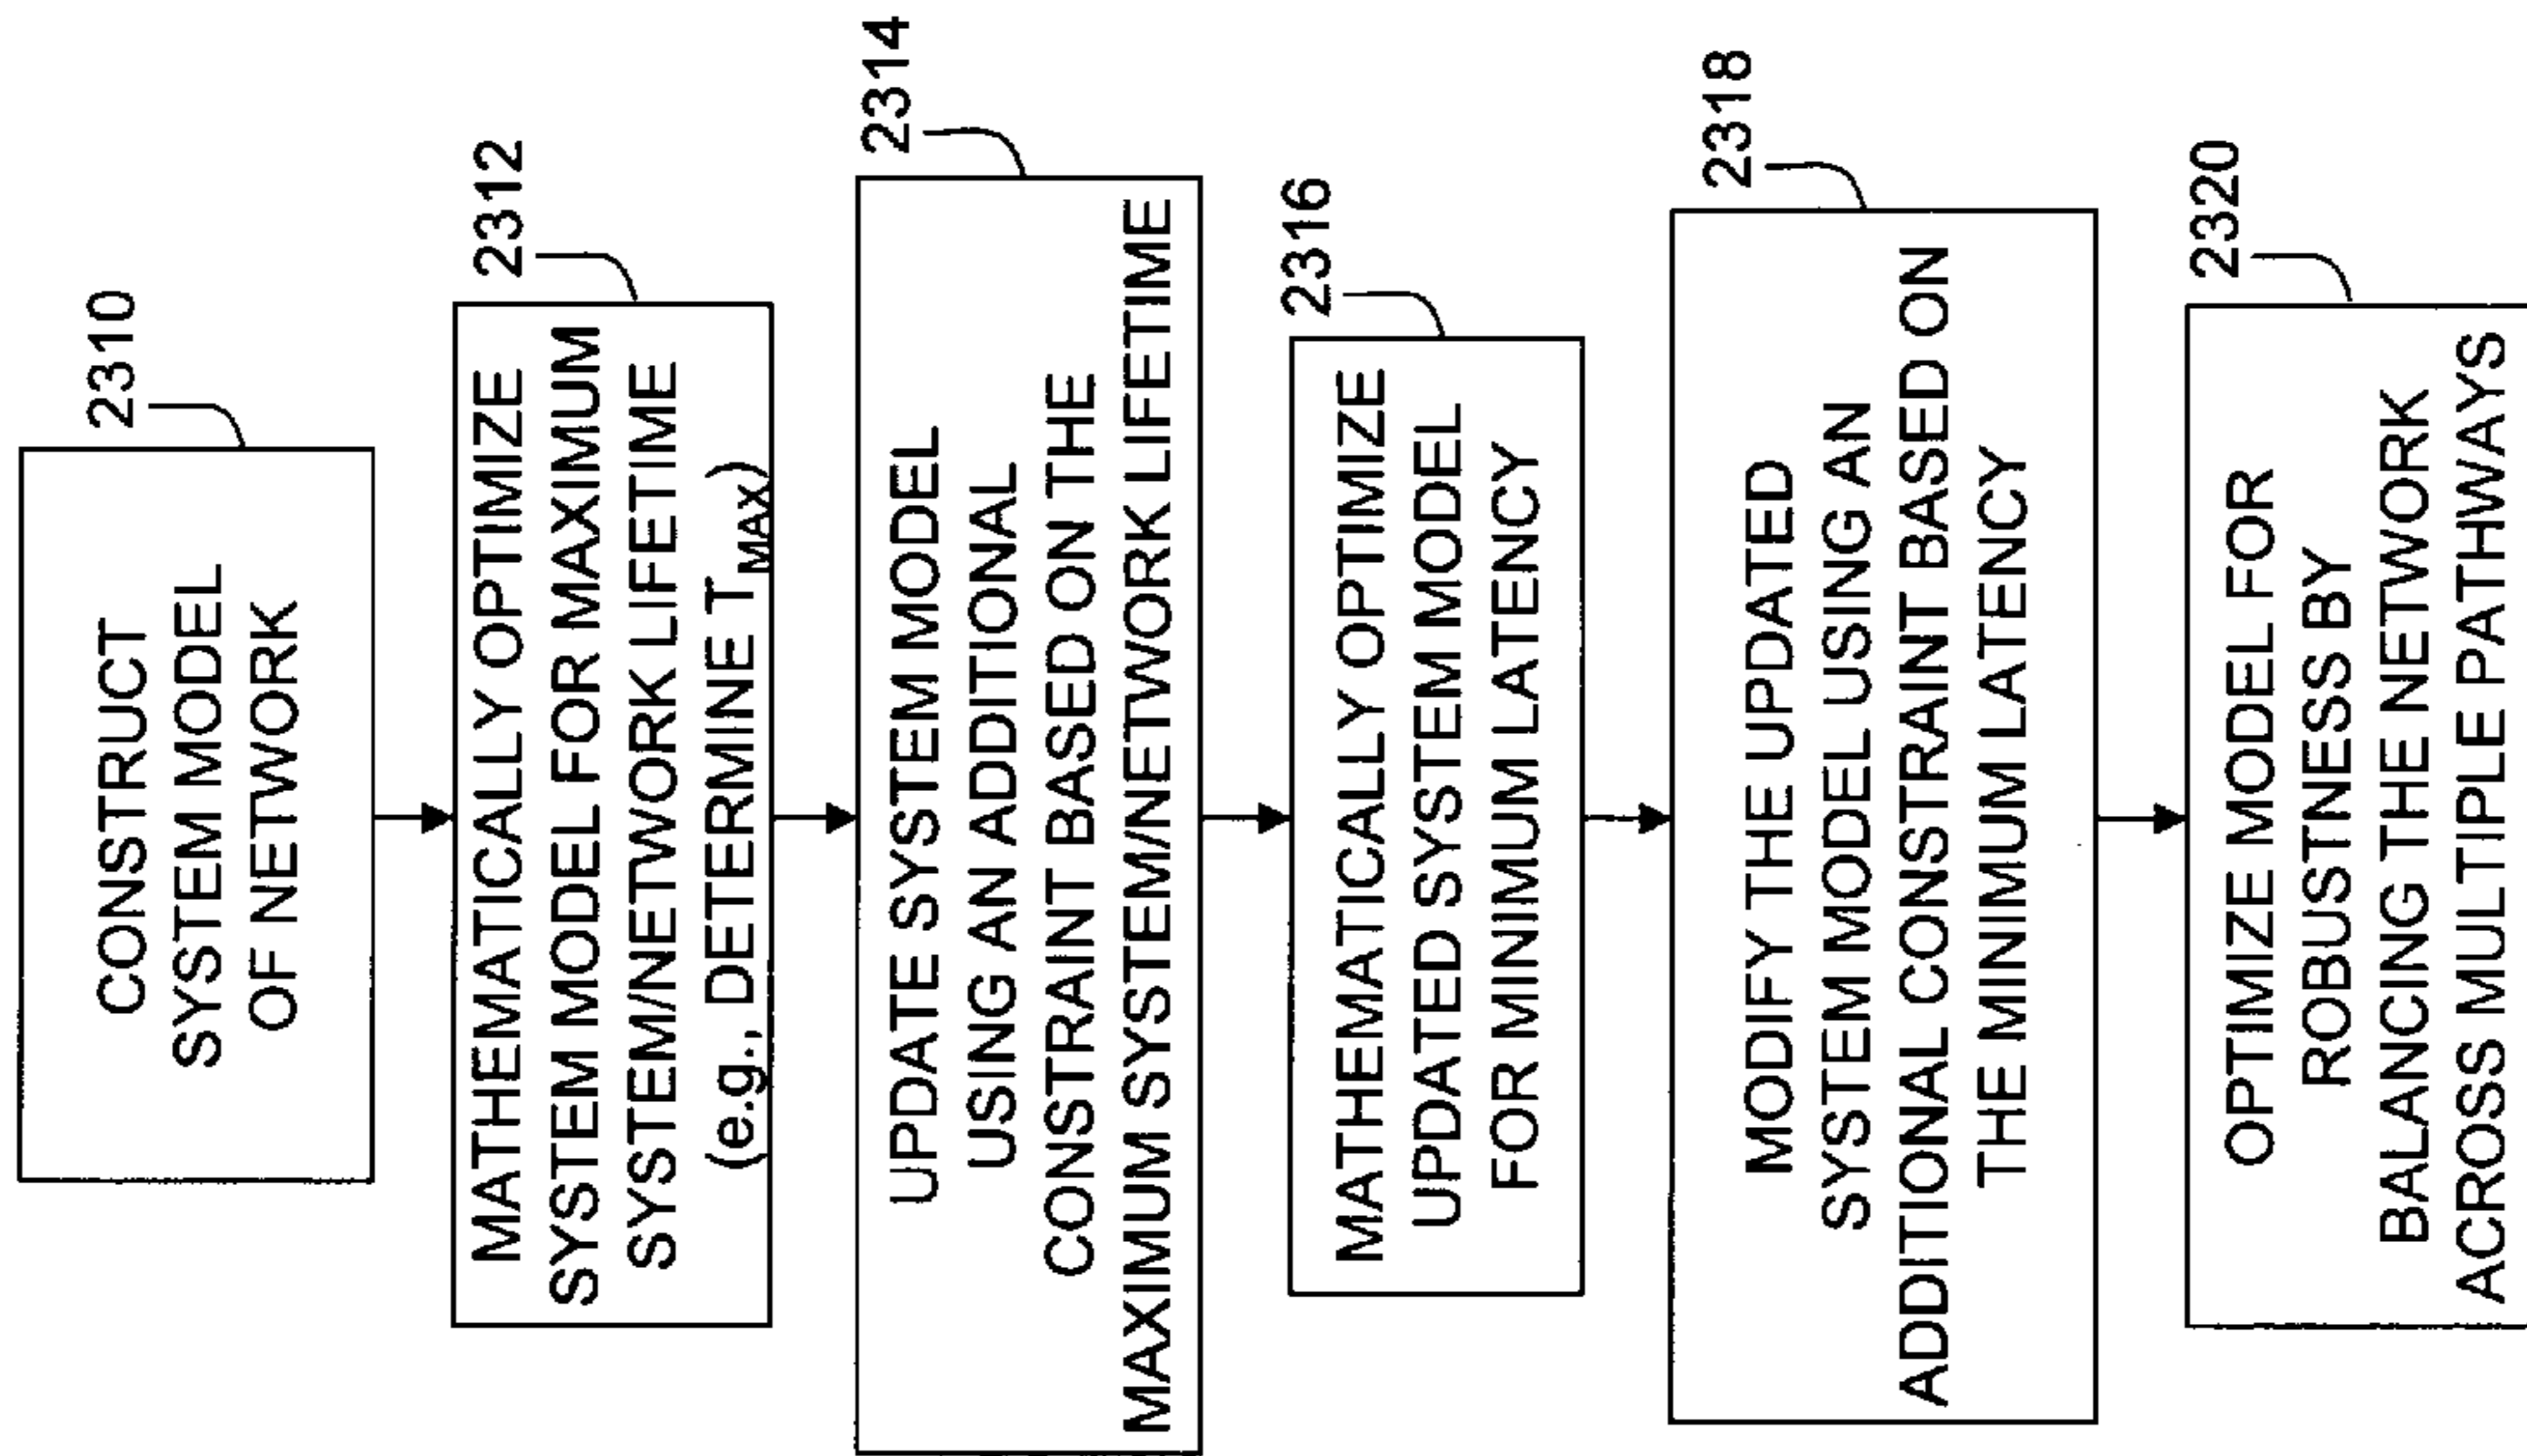 2310
CONSTRUCT
SYSTEM MODEL
OF NETWORK
2312
MATHEMATICALLY OPTIMIZE
SYSTEM MODEL FOR MAXIMUM
SYSTEM/NETWORK LIFETIME
(e.g., DETERMINE TMAX)
2314
UPDATE SYSTEM MODEL
USING AN ADDITIONAL
CONSTRAINT BASED ON THE
MAXIMUM SYSTEM/NETWORK LIFETIME
2316
MATHEMATICALLY OPTIMIZE
UPDATED SYSTEM MODEL
FOR MINIMUM LATENCY
2318
MODIFY THE UPDATED
SYSTEM MODEL USING AN
ADDITIONAL CONSTRAINT BASED ON
THE MINIMUM LATENCY
2320
OPTIMIZE MODEL FOR
ROBUSTNESS BY
BALANCING THE NETWORK
ACROSS MULTIPLE PATHWAYS